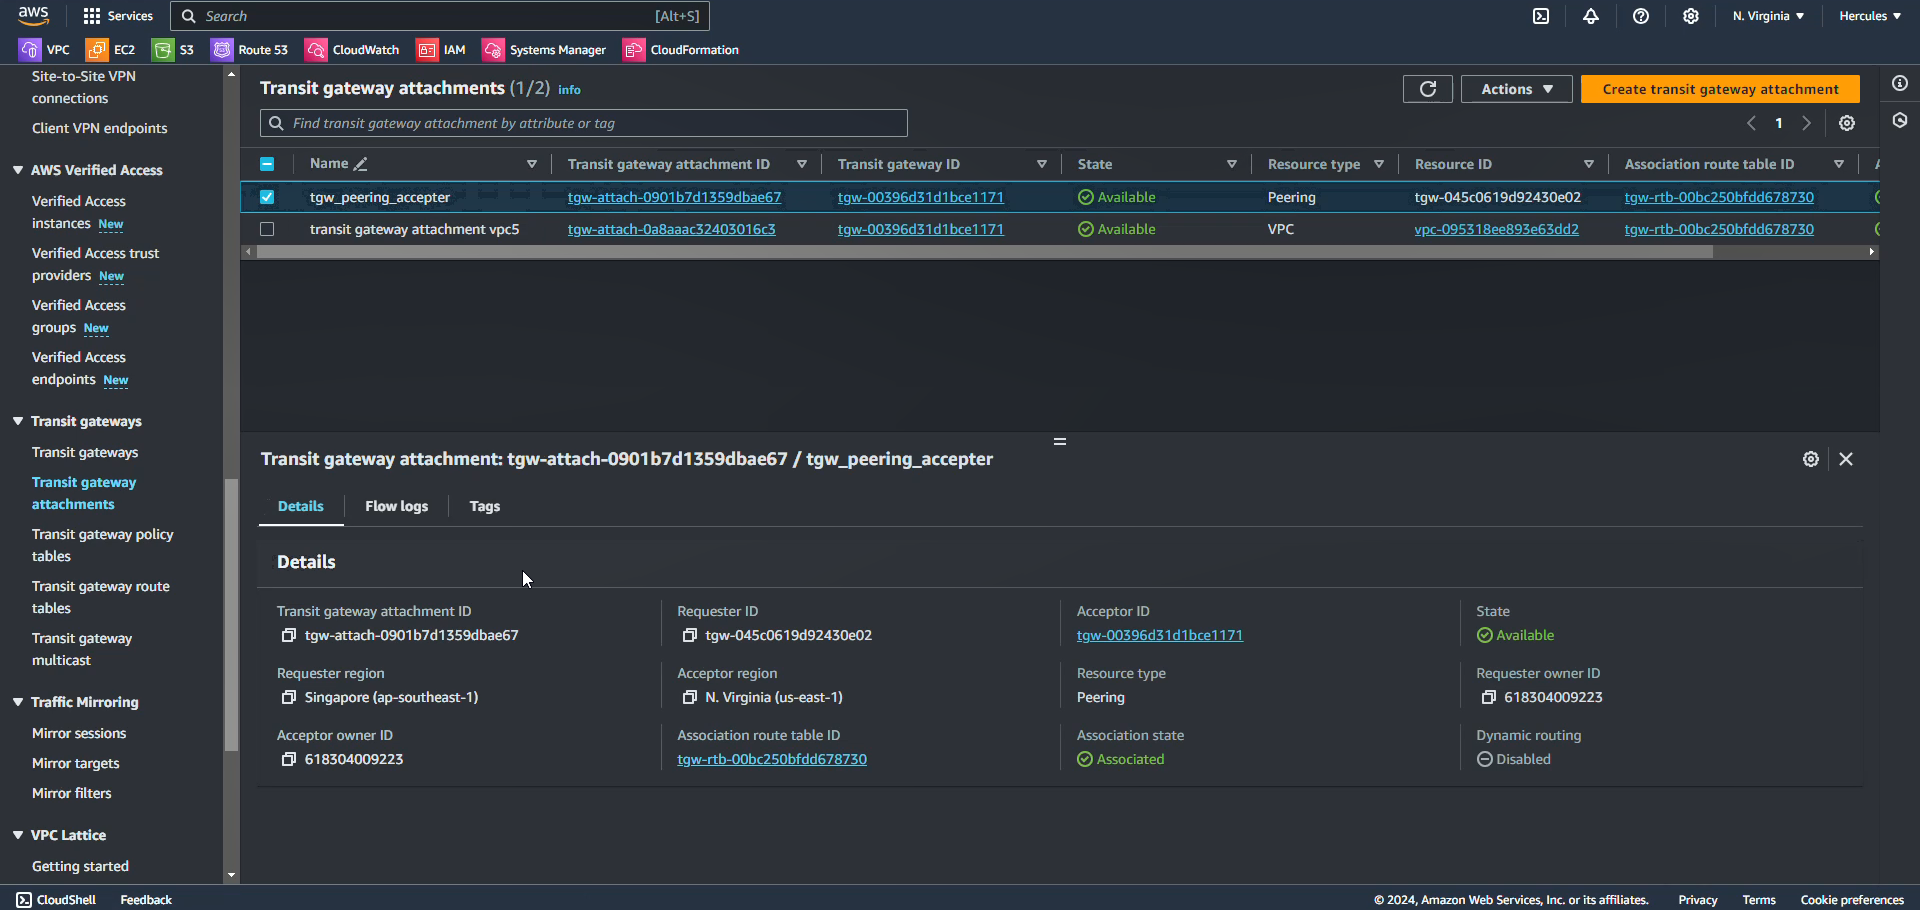 aws
Services
Search
[Alt+S]
N. Virginia
Hercules
VPC
EC2
S3
Route 53
CloudWatch
IAM
Systems Manager
CloudFormation
Site-to-Site VPN
connections
Client VPN endpoints
AWS Verified Access
Verified Access
instances New
Verified Access trust
providers New
Verified Access
groups New
Verified Access
endpoints New
Transit gateways
Transit gateways
Transit gateway
attachments
Transit gateway policy
tables
Transit gateway route
tables
Transit gateway
multicast
Traffic Mirroring
Mirror sessions
Mirror targets
Mirror filters
VPC Lattice
Getting started
Transit gateway attachments (1/2) info
Actions
Create transit gateway attachment
Find transit gateway attachment by attribute or tag
1
Name Transit gateway attachment ID Transit gateway ID State Resource type Resource ID Association route table ID
tgw_peering_accepter tgw-attach-0901b7d1359dbae67 tgw-00396d31d1bce1171 Available Peering tgw-045c0619d92430e02 tgw-rtb-00bc250bfdd678730
transit gateway attachment vpc5 tgw-attach-0a8aaac32403016c3 tgw-00396d31d1bce1171 Available VPC vpc-095318ee893e63dd2 tgw-rtb-00bc250bfdd678730
Transit gateway attachment: tgw-attach-0901b7d1359dbae67 / tgw_peering_accepter
Details
Flow logs
Tags
Details
Transit gateway attachment ID Requester ID Acceptor ID State
tgw-attach-0901b7d1359dbae67 tgw-045c0619d92430e02 tgw-00396d31d1bce1171 Available
Requester region Acceptor region Resource type Requester owner ID
Singapore (ap-southeast-1) N. Virginia (us-east-1) Peering 618304009223
Acceptor owner ID Association route table ID Association state Dynamic routing
618304009223 tgw-rtb-00bc250bfdd678730 Associated Disabled
CloudShell
Feedback
© 2024, Amazon Web Services, Inc. or its affiliates.
Privacy
Terms
Cookie preferences